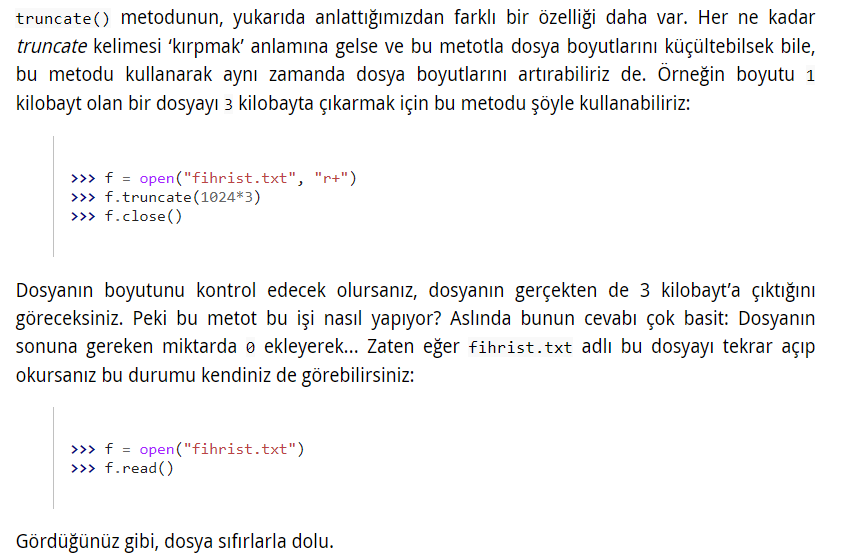 truncate() metodunun, yukarıda anlattığımızdan farklı bir özelliği daha var. Her ne kadar
truncate kelimesi ‘kırpmak’ anlamına gelse ve bu metotla dosya boyutlarını küçültebilsek bile,
bu metodu kullanarak aynı zamanda dosya boyutlarını artırabiliriz de. Örneğin boyutu 1
kilobayt olan bir dosyayı 3 kilobayta çıkarmak için bu metodu şöyle kullanabiliriz:
>>> f = open("fihrist.txt", "r+")
>>> f.truncate(1024*3)
>>> f.close()
Dosyanın boyutunu kontrol edecek olursanız, dosyanın gerçekten de 3 kilobayt’a çıktığını
göreceksiniz. Peki bu metot bu işi nasıl yapıyor? Aslında bunun cevabı çok basit: Dosyanın
sonuna gereken miktarda 0 ekleyerek... Zaten eğer fihrist.txt adlı bu dosyayı tekrar açıp
okursanız bu durumu kendiniz de görebilirsiniz:
>>> f = open("fihrist.txt")
>>> f.read()
Gördüğünüz gibi, dosya sıfırlarla dolu.